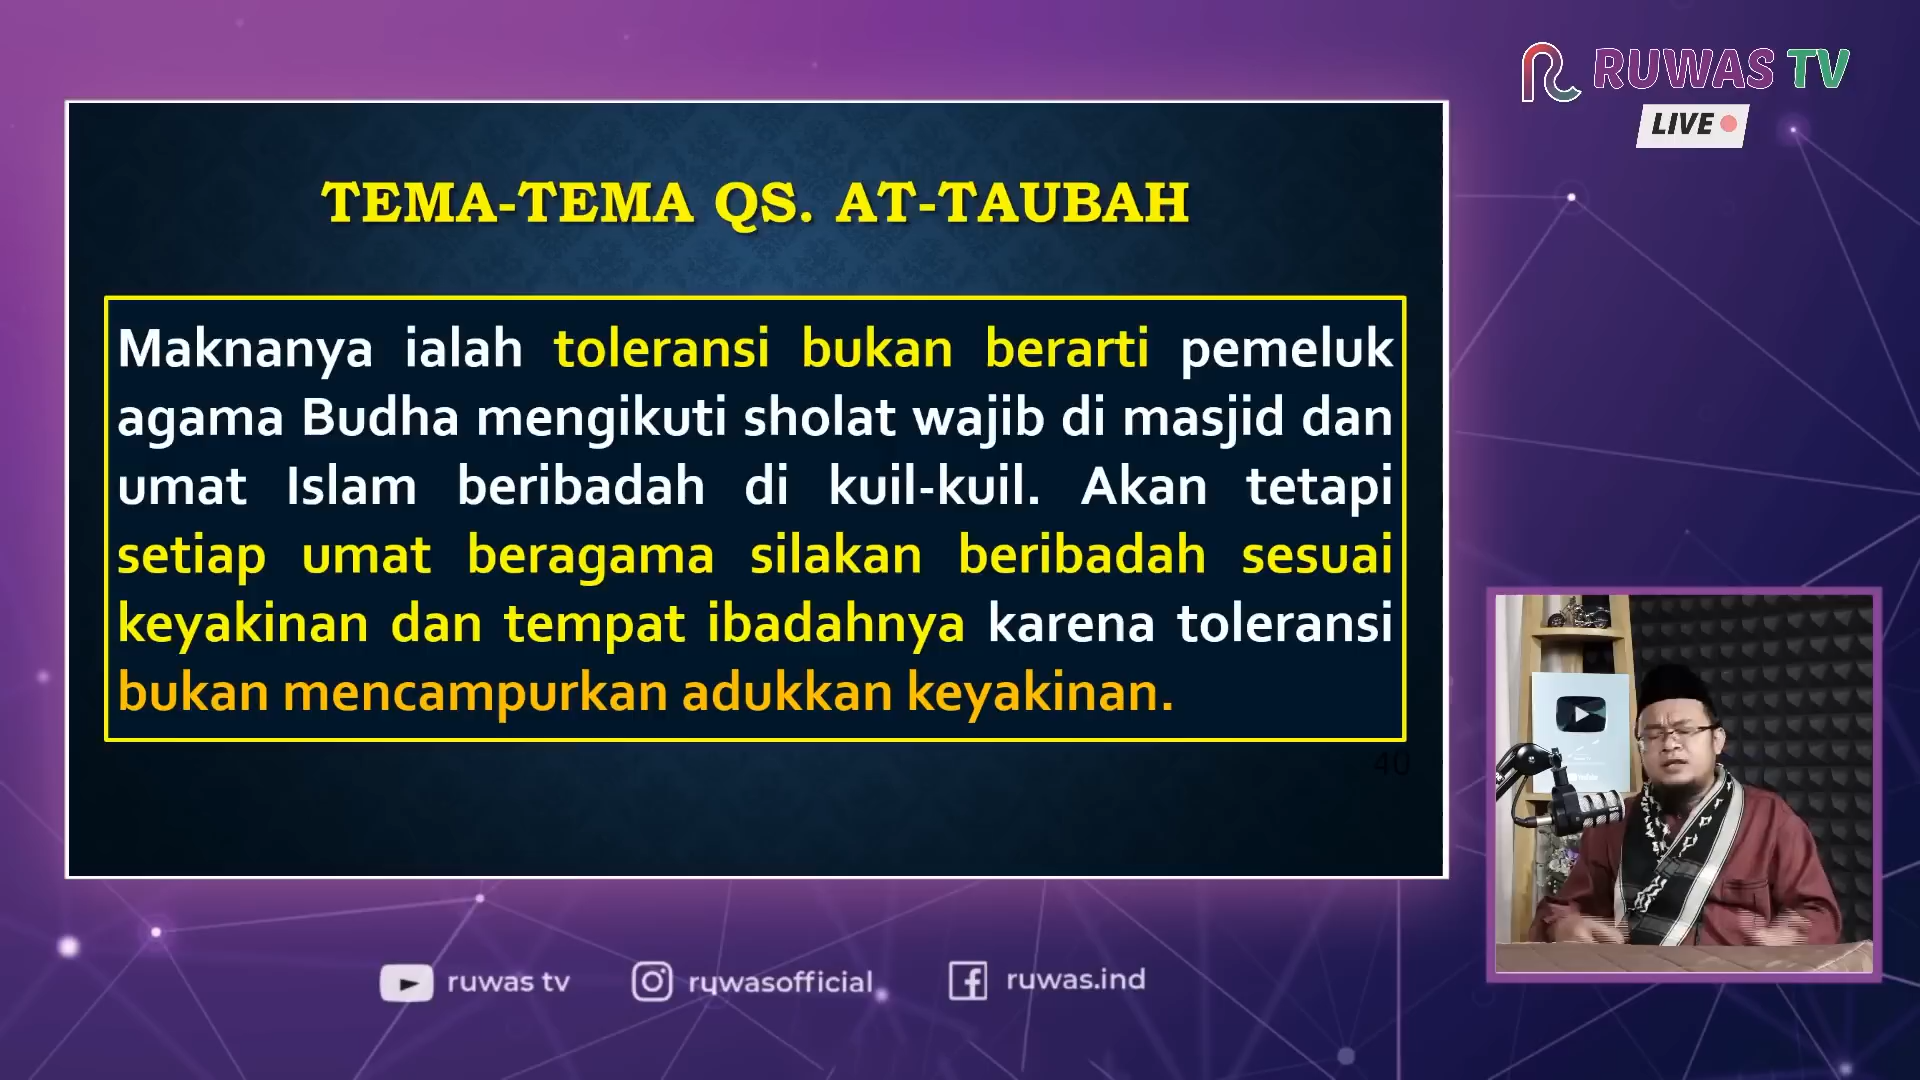 RUWAS TV
LIVE
TEMA-TEMA QS. AT-TAUBAH
Maknanya ialah toleransi bukan berarti pemeluk
agama Budha mengikuti sholat wajib di masjid dan
umat Islam beribadah di kuil-kuil. Akan tetapi
setiap umat beragama silakan beribadah sesuai
keyakinan dan tempat ibadahnya karena toleransi
bukan mencampurkan adukkan keyakinan.
40
ruwas tv
ruwasofficial
ruwas.ind